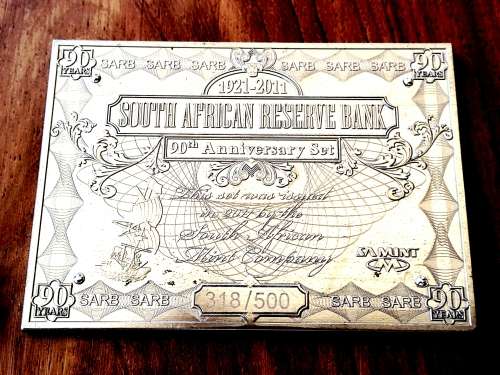 90 YEARS SARB SARB SARB SARB SARB SARB 90 YEARS
1921-2011
SOUTH AFRICAN RESERVE BANK
90th Anniversary Set
This set was issued
in 2011 by the
South African
Mint Company
SA MINT
90 YEARS SARB SARB 318/500 SARB SARB 90 YEARS